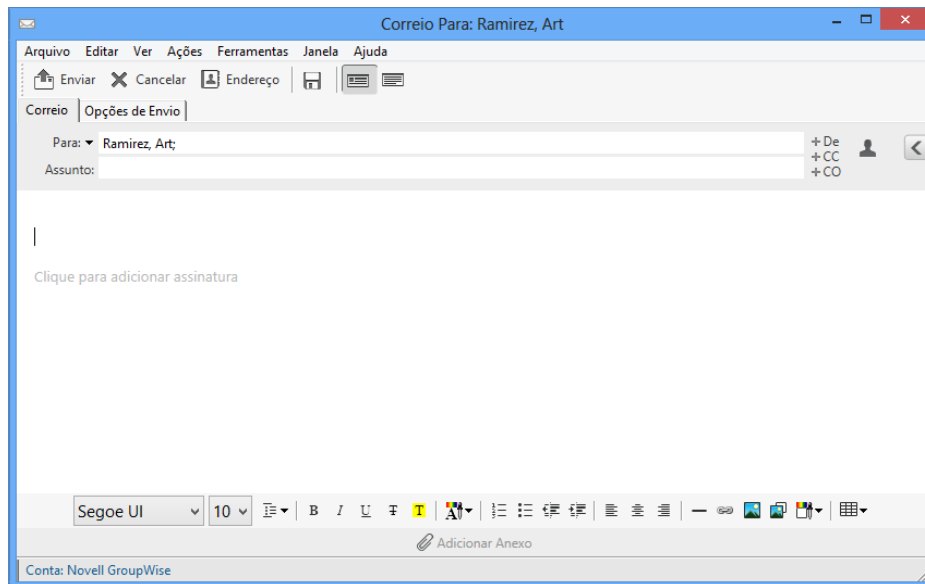 Correio Para: Ramirez, Art
Arquivo Editar Ver Ações Ferramentas Janela Ajuda
Enviar Cancelar Endereço
Correio Opções de Envio
Para: Ramirez, Art; +De
+CC
Assunto: +CO
Clique para adicionar assinatura
Segoe UI 10 B I U T T A
Adicionar Anexo
Conta: Novell GroupWise